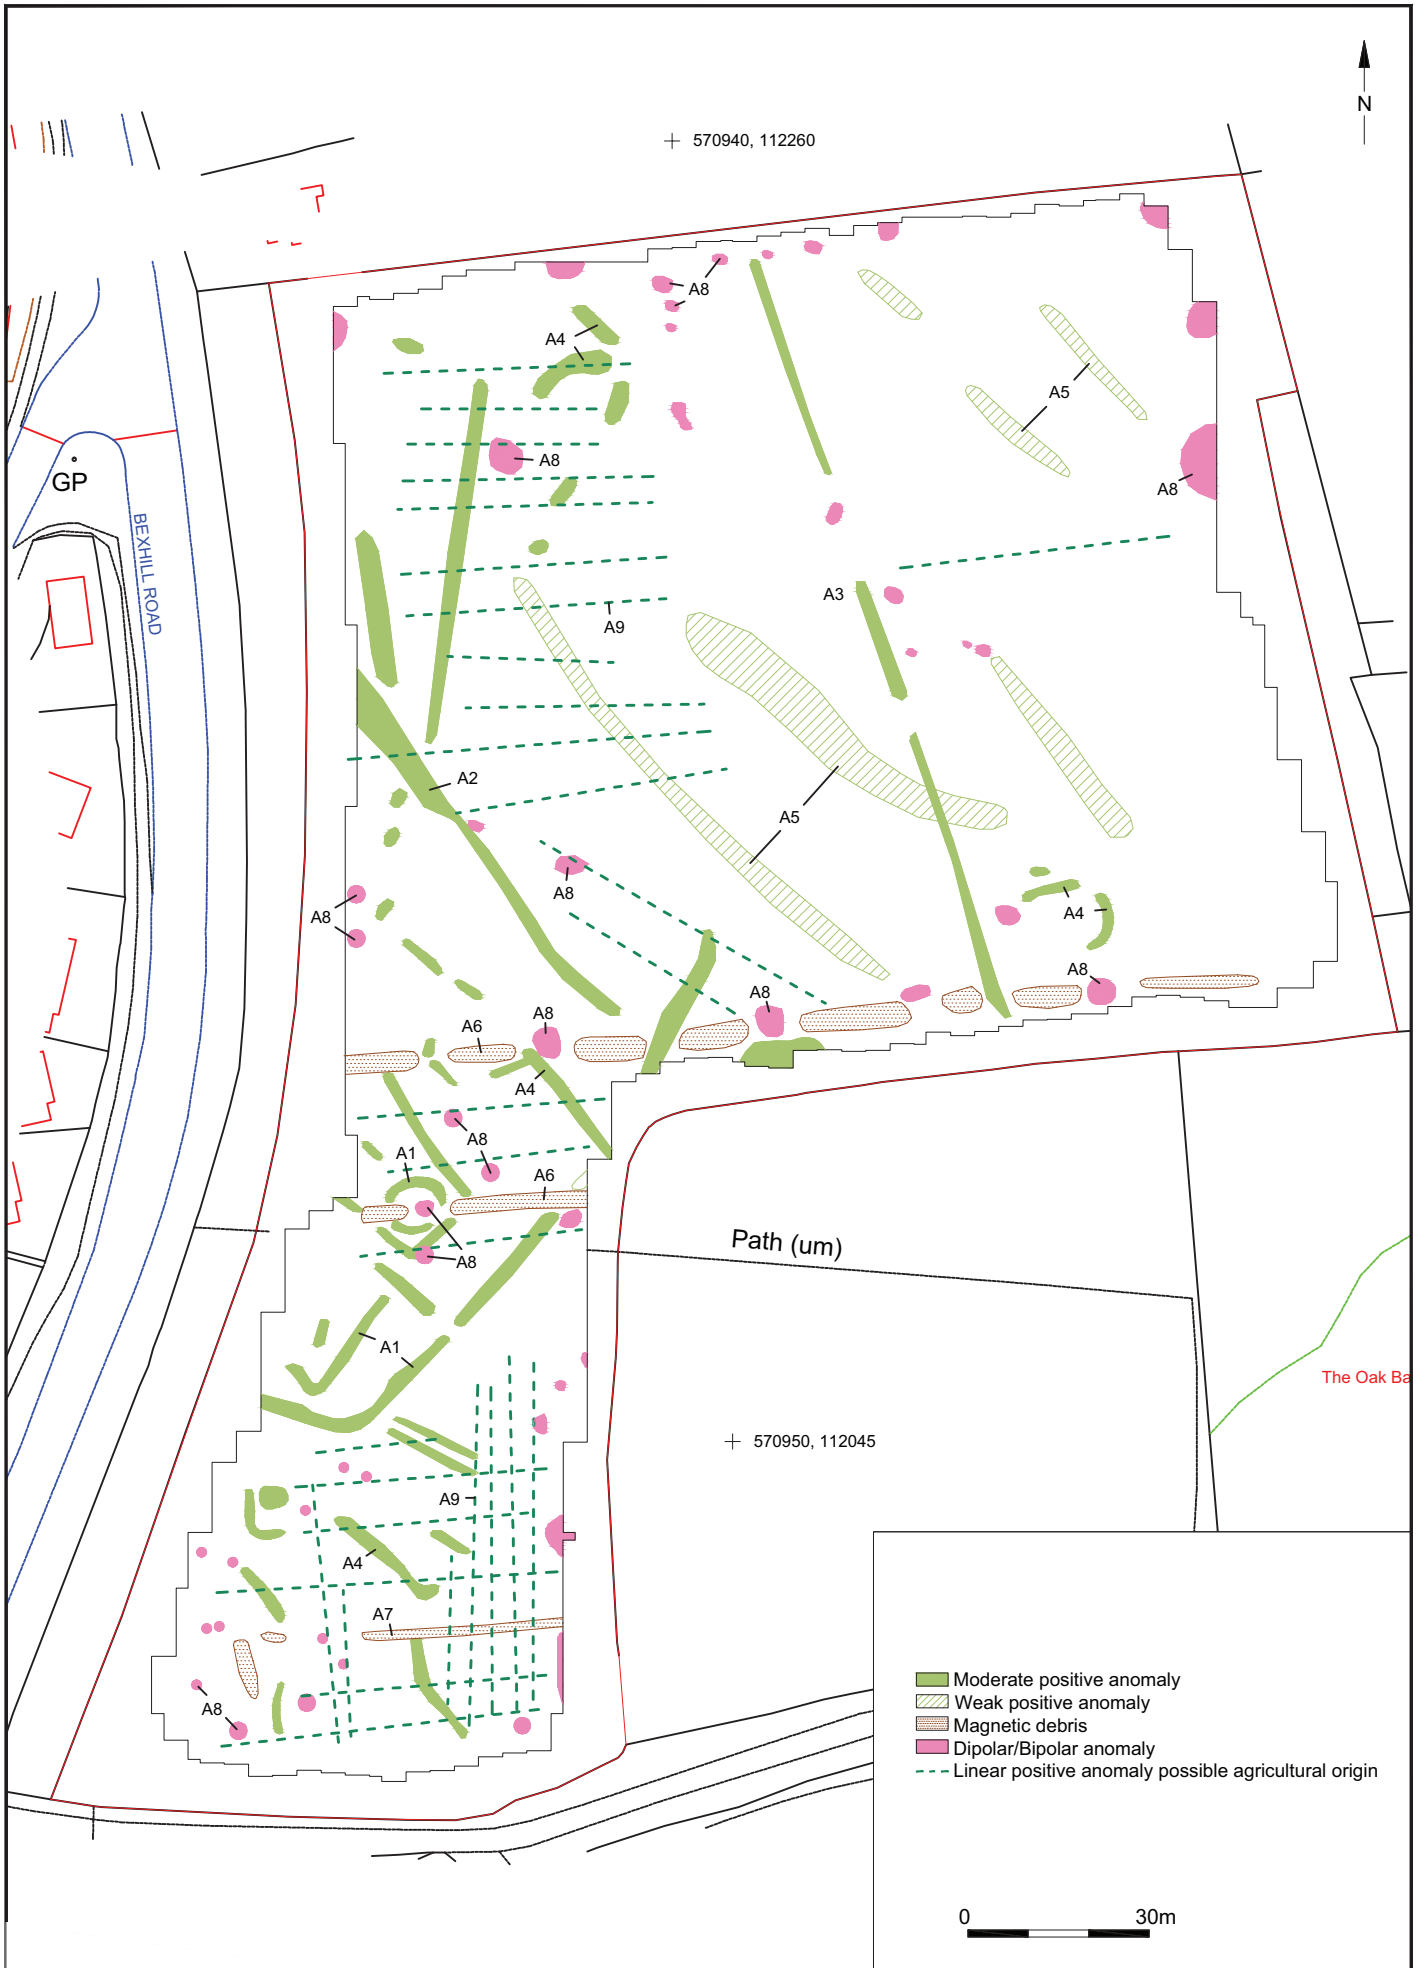 N
570940, 112260
A8
A4
A5
A8
A8
GP
BEXHILL ROAD
A3
A9
A2
A5
A8
A8
A4
A8
A8
A8
A6
A4
A8
A1
A6
Path (um)
A8
A1
The Oak Ba
570950, 112045
A9
A4
A7
A8
Moderate positive anomaly
Weak positive anomaly
Magnetic debris
Dipolar/Bipolar anomaly
Linear positive anomaly possible agricultural origin
0 30m